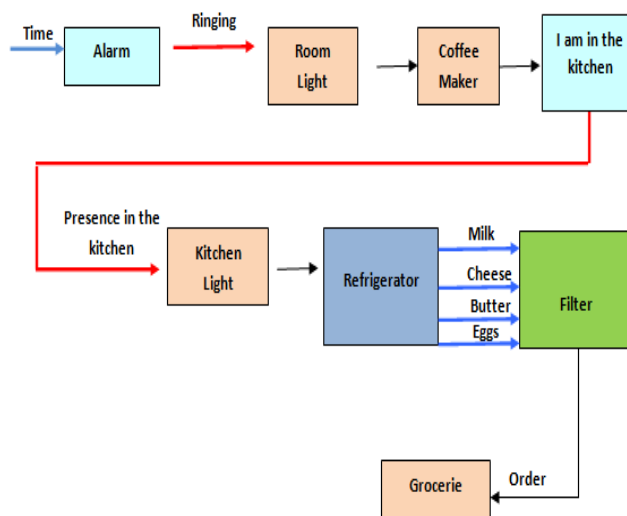 Time
Alarm
Ringing
Room
Light
Coffee
Maker
I am in the
kitchen
Presence in the
kitchen
Kitchen
Light
Refrigerator
Milk
Cheese
Butter
Eggs
Filter
Grocerie
Order